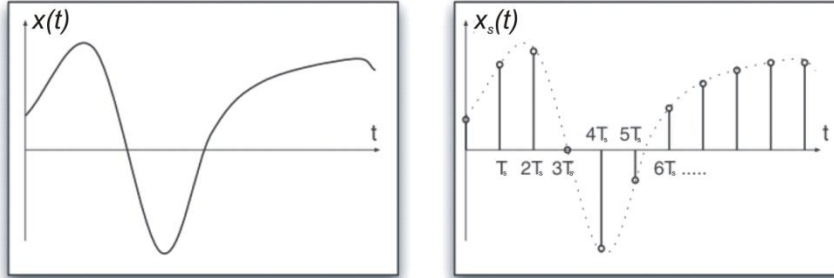 x(t)
t
xₛ(t)
t
4Tₛ 5Tₛ
Tₛ 2Tₛ 3Tₛ 6Tₛ .....